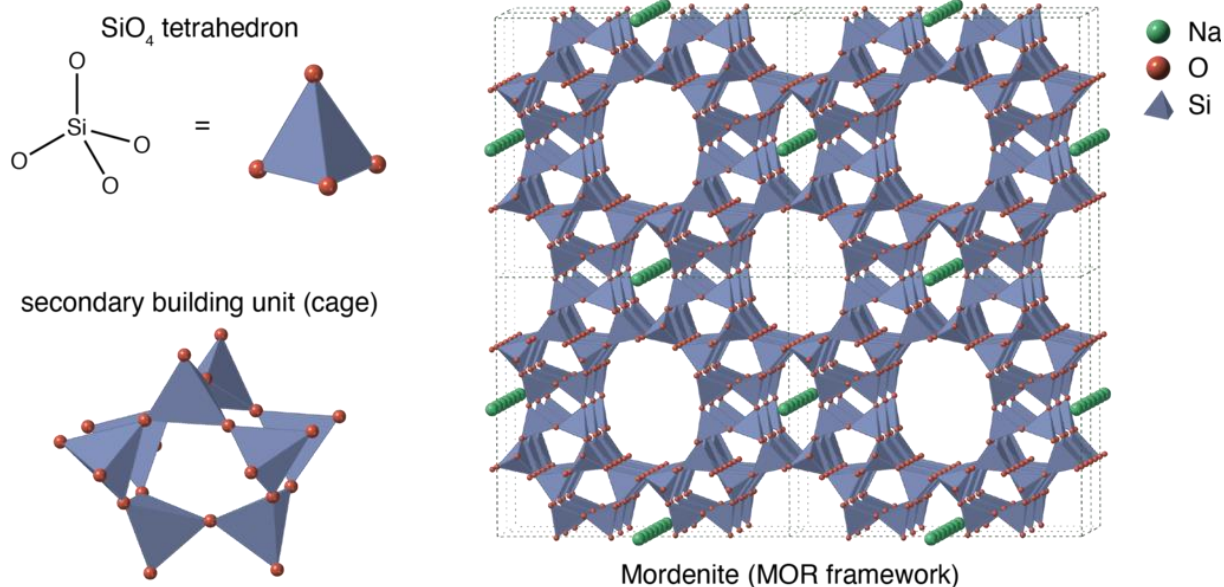 SiO₄ tetrahedron
O
Si
O
O
O
=
secondary building unit (cage)
Na
O
Si
Mordenite (MOR framework)